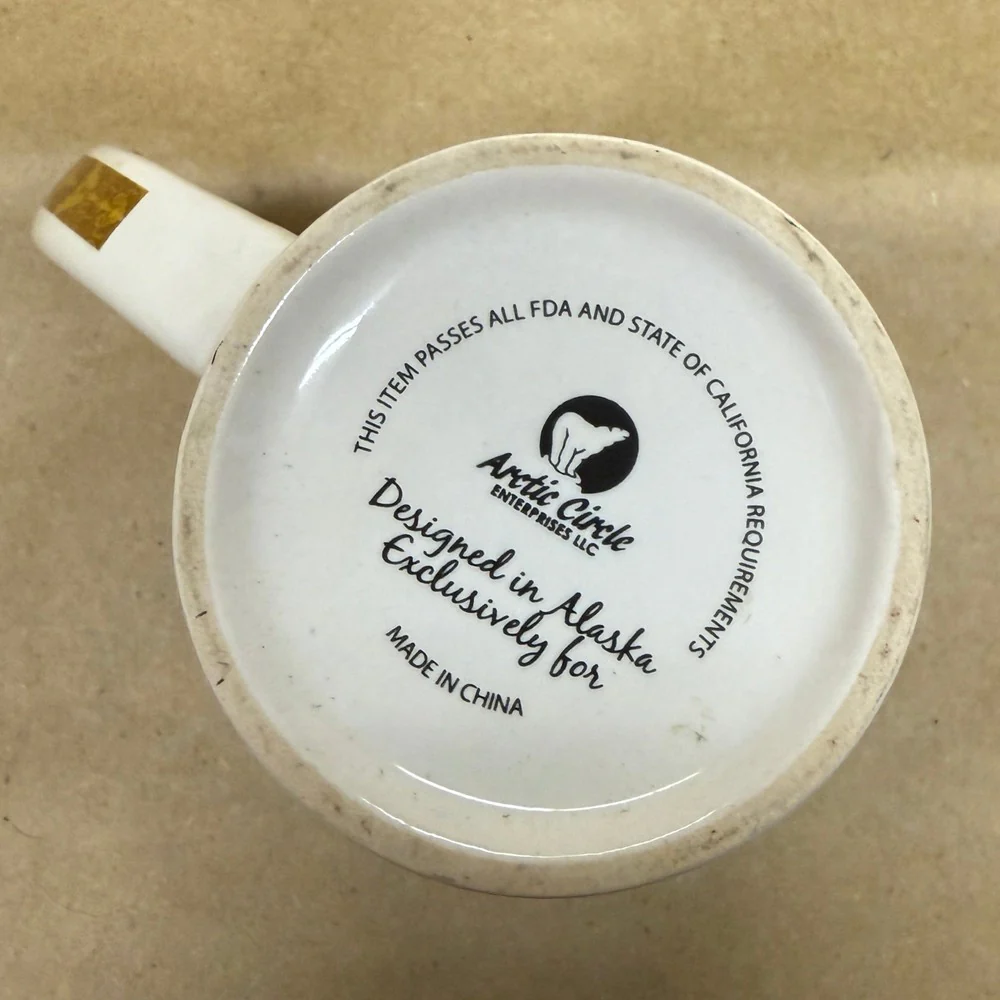 THIS ITEM PASSES ALL FDA AND STATE OF CALIFORNIA REQUIREMENTS
Arctic Circle
ENTERPRISES LLC
Designed in Alaska
Exclusively for
MADE IN CHINA